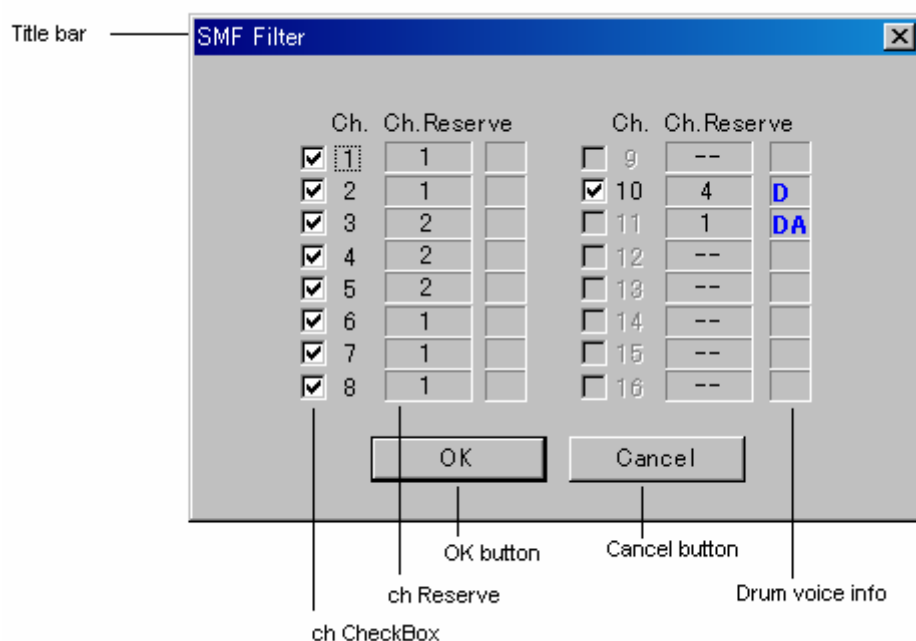 Title bar
SMF Filter
Ch. Ch.Reserve Ch. Ch.Reserve
1 1 9 --
2 1 10 4 D
3 2 11 1 DA
4 2 12 --
5 2 13 --
6 1 14 --
7 1 15 --
8 1 16 --
OK Cancel
OK button Cancel button
ch Reserve Drum voice info
ch CheckBox